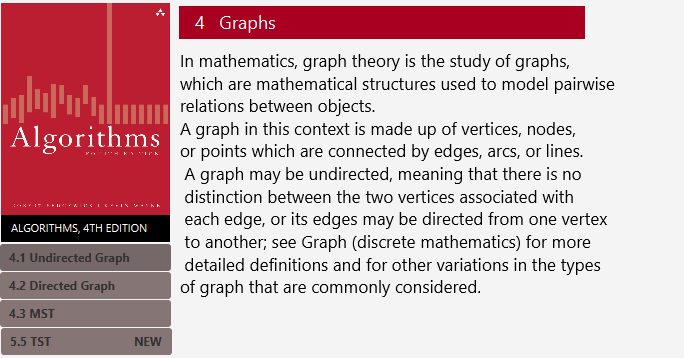 Algorithms
FOURTH EDITION
ROBERT SEDGEWICK KEVIN WAYNE
ALGORITHMS, 4TH EDITION
4.1 Undirected Graph
4.2 Directed Graph
4.3 MST
5.5 TST NEW
4 Graphs
In mathematics, graph theory is the study of graphs,
which are mathematical structures used to model pairwise
relations between objects.
A graph in this context is made up of vertices, nodes,
or points which are connected by edges, arcs, or lines.
A graph may be undirected, meaning that there is no
distinction between the two vertices associated with
each edge, or its edges may be directed from one vertex
to another; see Graph (discrete mathematics) for more
detailed definitions and for other variations in the types
of graph that are commonly considered.